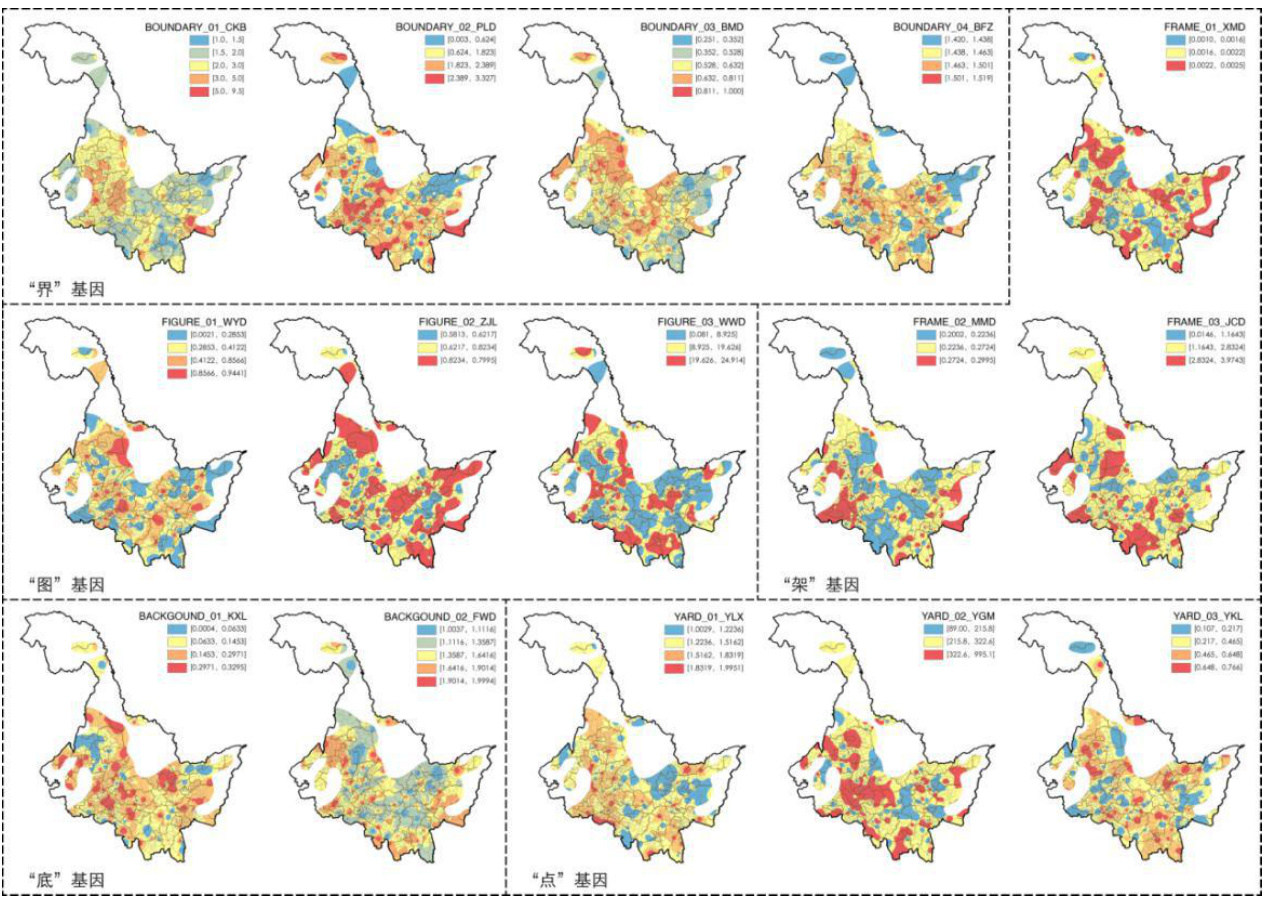 BOUNDARY_01_CKB
[1.0, 1.5]
[1.5, 2.0]
[2.0, 3.0]
[3.0, 5.0]
[5.0, 9.5]
BOUNDARY_02_PLD
[0.003, 0.624]
[0.624, 1.823]
[1.823, 2.389]
[2.389, 3.327]
BOUNDARY_03_BMD
[0.251, 0.352]
[0.352, 0.528]
[0.528, 0.632]
[0.632, 0.811]
[0.811, 1.000]
BOUNDARY_04_BFZ
[1.420, 1.438]
[1.438, 1.463]
[1.463, 1.501]
[1.501, 1.519]
“界”基因
FRAME_01_XMD
[0.0010, 0.0016]
[0.0016, 0.0022]
[0.0022, 0.0025]
FIGURE_01_WYD
[0.0021, 0.2853]
[0.2853, 0.4122]
[0.4122, 0.8566]
[0.8566, 0.9441]
FIGURE_02_ZJL
[0.5813, 0.6217]
[0.6217, 0.8234]
[0.8234, 0.7995]
FIGURE_03_WWD
[0.081, 8.925]
[8.925, 19.626]
[19.626, 24.914]
“图”基因
FRAME_02_MMD
[0.2002, 0.2236]
[0.2236, 0.2724]
[0.2724, 0.2995]
FRAME_03_JCD
[0.0146, 1.1643]
[1.1643, 2.8324]
[2.8324, 3.9743]
“架”基因
BACKGOUND_01_KXL
[0.0004, 0.0633]
[0.0633, 0.1453]
[0.1453, 0.2971]
[0.2971, 0.3295]
BACKGOUND_02_FWD
[1.0037, 1.1116]
[1.1116, 1.3587]
[1.3587, 1.6416]
[1.6416, 1.9014]
[1.9014, 1.9994]
“底”基因
YARD_01_YLX
[1.0029, 1.2236]
[1.2236, 1.5162]
[1.5162, 1.8319]
[1.8319, 1.9951]
YARD_02_YGM
[89.00, 215.8]
[215.8, 322.6]
[322.6, 995.1]
YARD_03_YKL
[0.107, 0.217]
[0.217, 0.465]
[0.465, 0.648]
[0.648, 0.766]
“点”基因